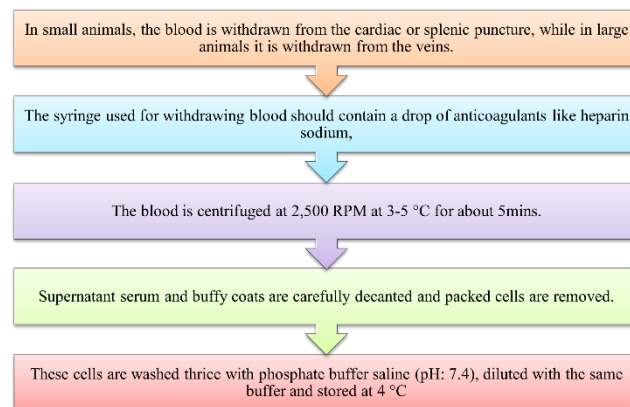 In small animals, the blood is withdrawn from the cardiac or splenic puncture, while in large
animals it is withdrawn from the veins.
The syringe used for withdrawing blood should contain a drop of anticoagulants like heparin
sodium,
The blood is centrifuged at 2,500 RPM at 3-5 °C for about 5mins.
Supernatant serum and buffy coats are carefully decanted and packed cells are removed.
These cells are washed thrice with phosphate buffer saline (pH: 7.4), diluted with the same
buffer and stored at 4 °C